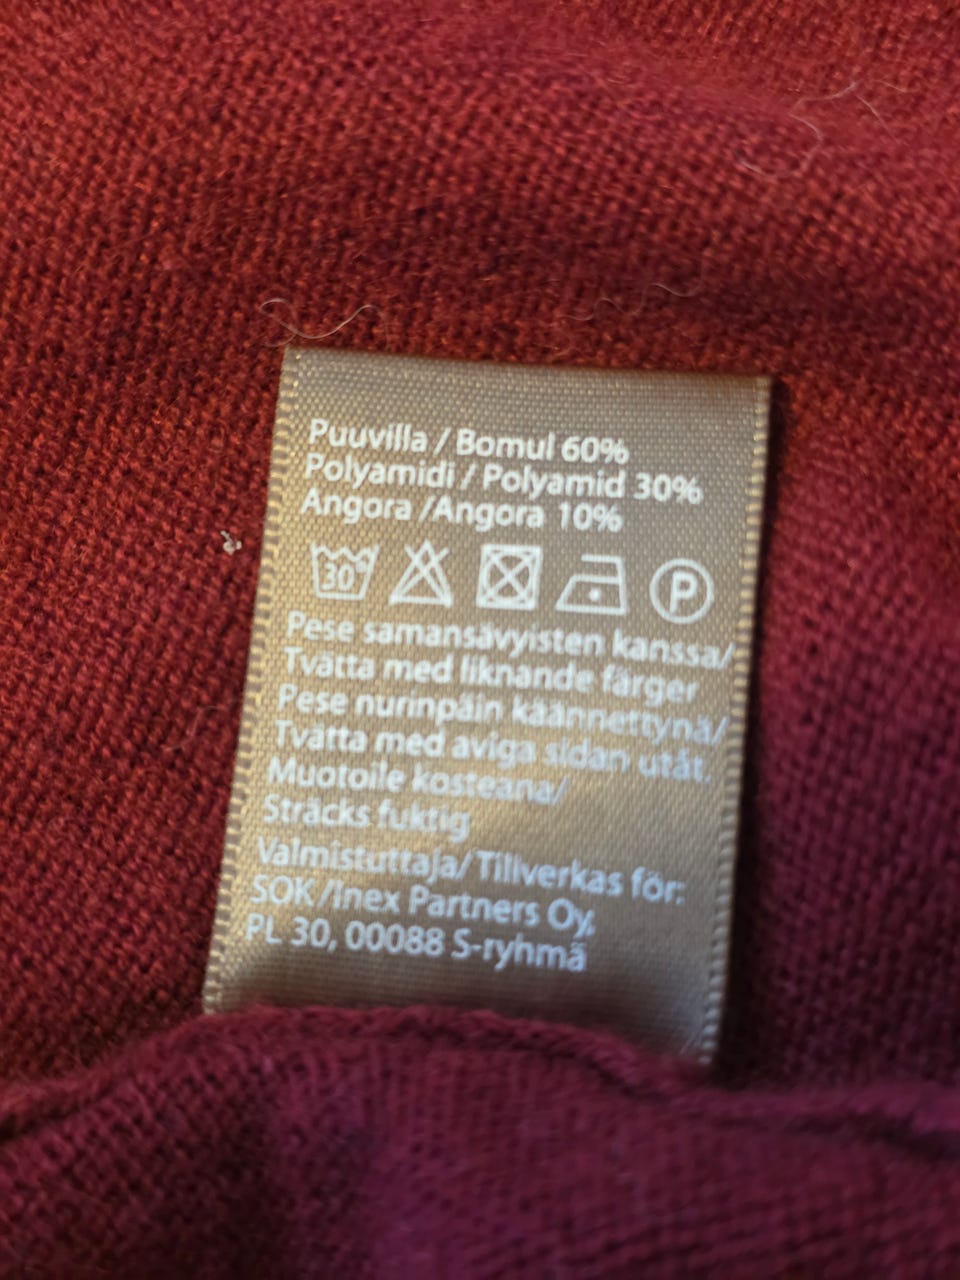 Puuvilla / Bomul 60%
Polyamidi / Polyamid 30%
Angora /Angora 10%
30 P
Pese samansävyisten kanssa/
Tvätta med liknande färger
Pese nurinpäin käännettynä/
Tvätta med aviga sidan utåt.
Muotoile kosteana/
Sträcks fuktig
Valmistuttaja/Tillverkas för:
SOK/Inex Partners Oy,
PL 30, 00088 S-ryhmä